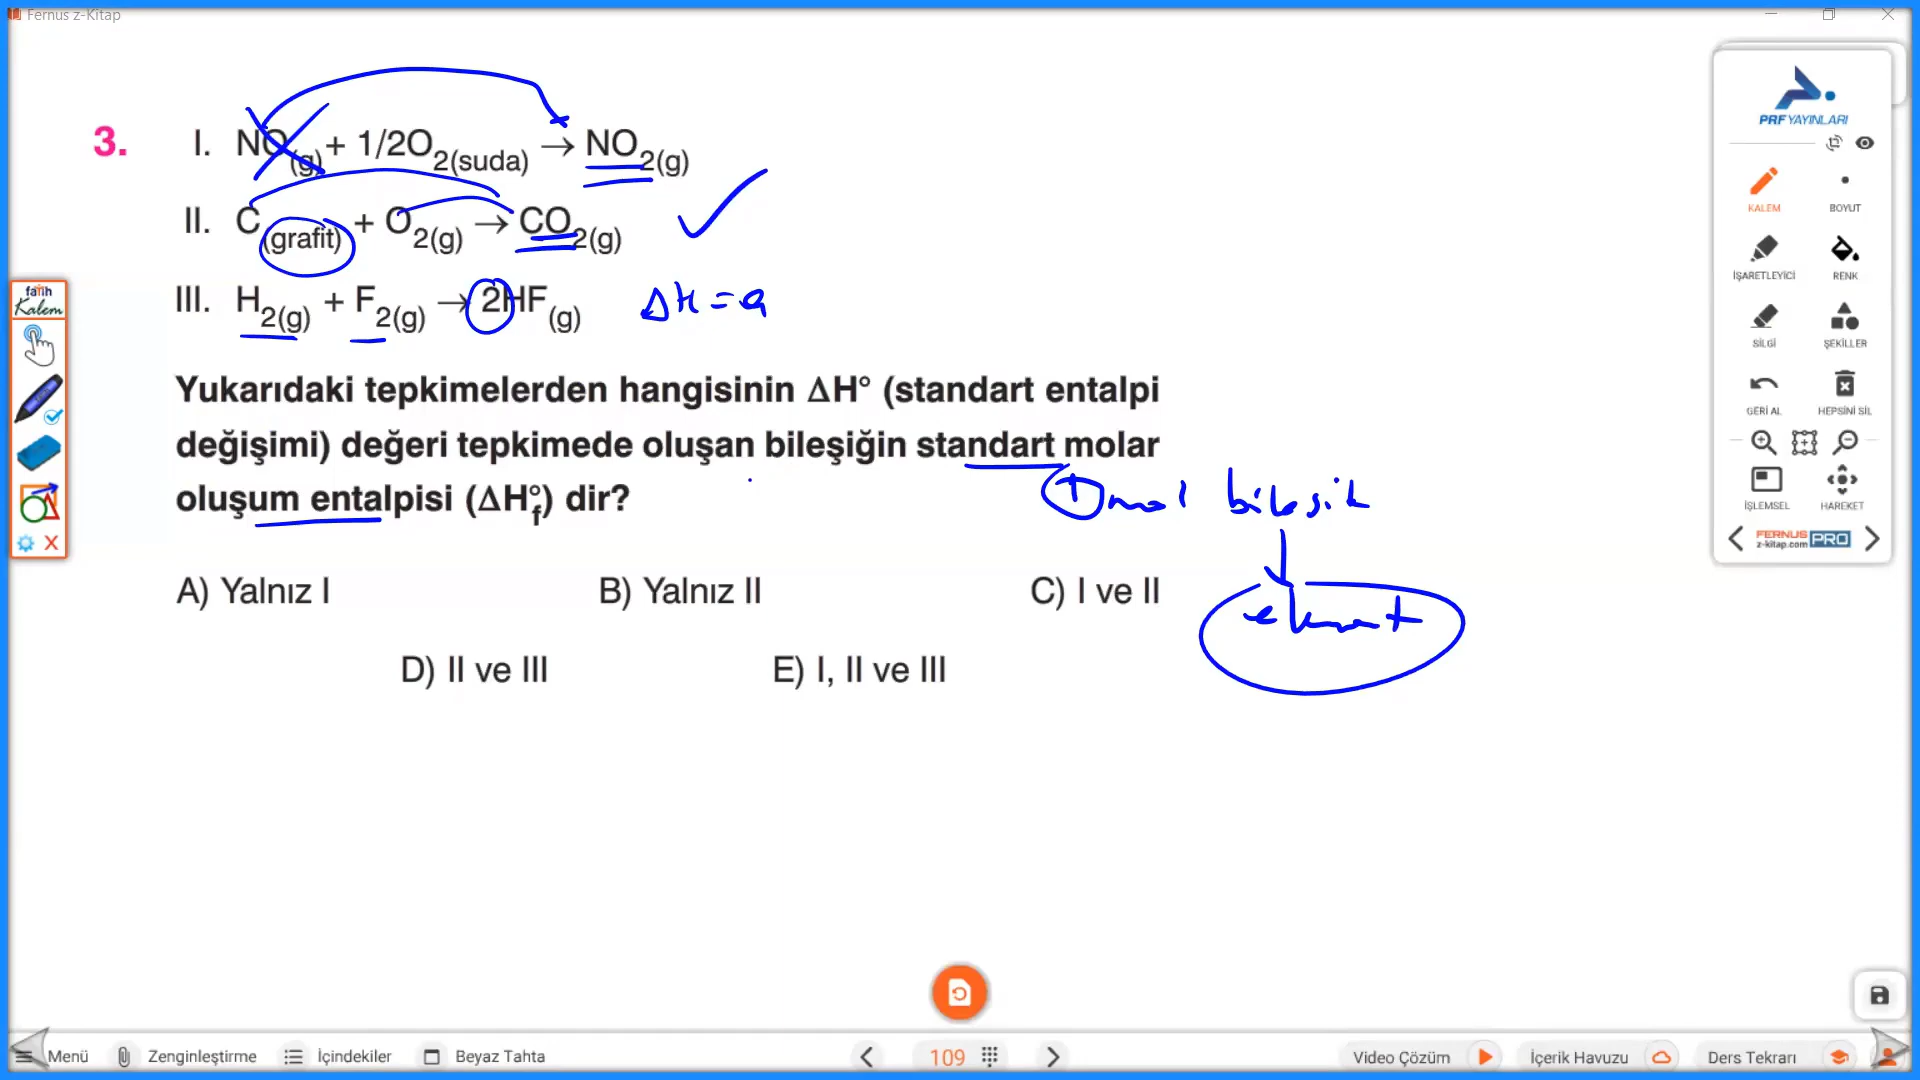 Fernus z-Kitap
3. I. NO(g) + 1/2O2(suda) → NO2(g)
II. C(grafit) + O2(g) → CO2(g)
III. H2(g) + F2(g) → 2HF(g) ΔH = a
Yukarıdaki tepkimelerden hangisinin ΔH° (standart entalpi
değişimi) değeri tepkimede oluşan bileşiğin standart molar
oluşum entalpisi (ΔH°f) dir?
1 mol bileşik
element
A) Yalnız I B) Yalnız II C) I ve II
D) II ve III E) I, II ve III
fatih
Kalem
PRF YAYINLARI
KALEM BOYUT
İŞARETLEYİCİ RENK
SİLGİ ŞEKİLLER
GERİ AL HEPSİNİ SİL
İŞLEMSEL HAREKET
FERNUS PRO
z-kitap.com
Menü Zenginleştirme İçindekiler Beyaz Tahta 109 Video Çözüm İçerik Havuzu Ders Tekrarı